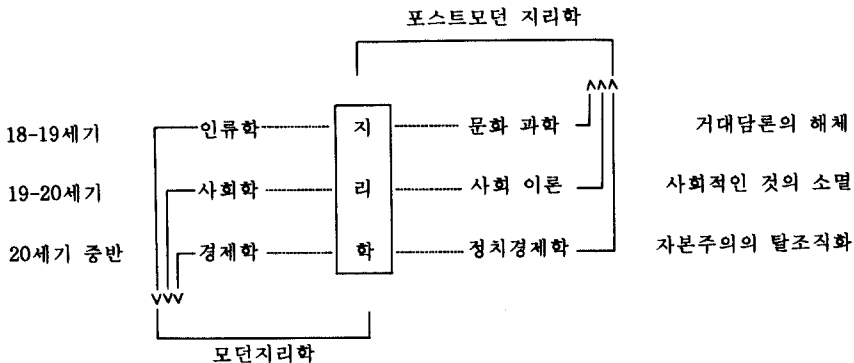 포스트모던 지리학
18-19세기 인류학 지 문화 과학 거대담론의 해체
19-20세기 사회학 리 사회 이론 사회적인 것의 소멸
20세기 중반 경제학 학 정치경제학 자본주의의 탈조직화
모던지리학